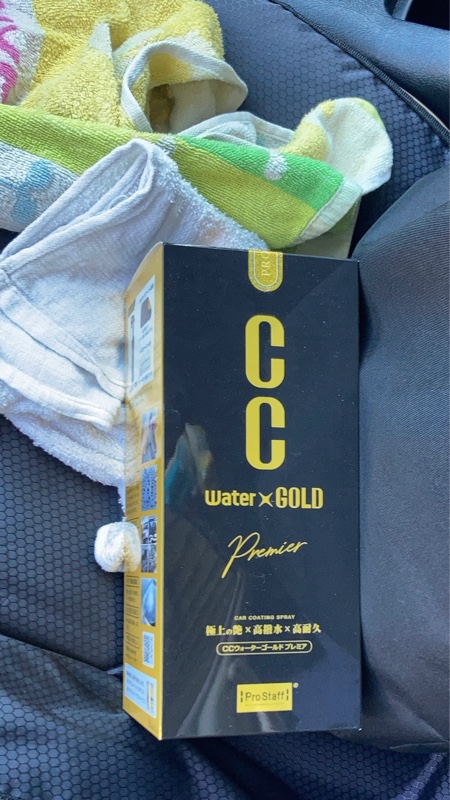 PRO
C
C
Water×GOLD
Premier
CAR COATING SPRAY
極上の艶×高撥水×高耐久
CCウォーターゴールド プレミア
Pro Staff®